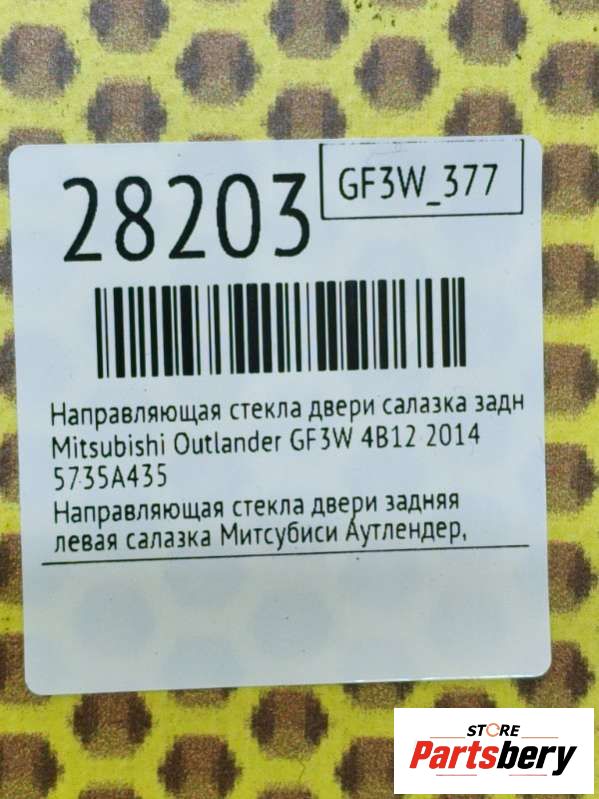 28203
GF3W_377
Направляющая стекла двери салазка задн
Mitsubishi Outlander GF3W 4B12 2014
5735A435
Направляющая стекла двери задняя
левая салазка Митсубиси Аутлендер,
STORE
Partsbery